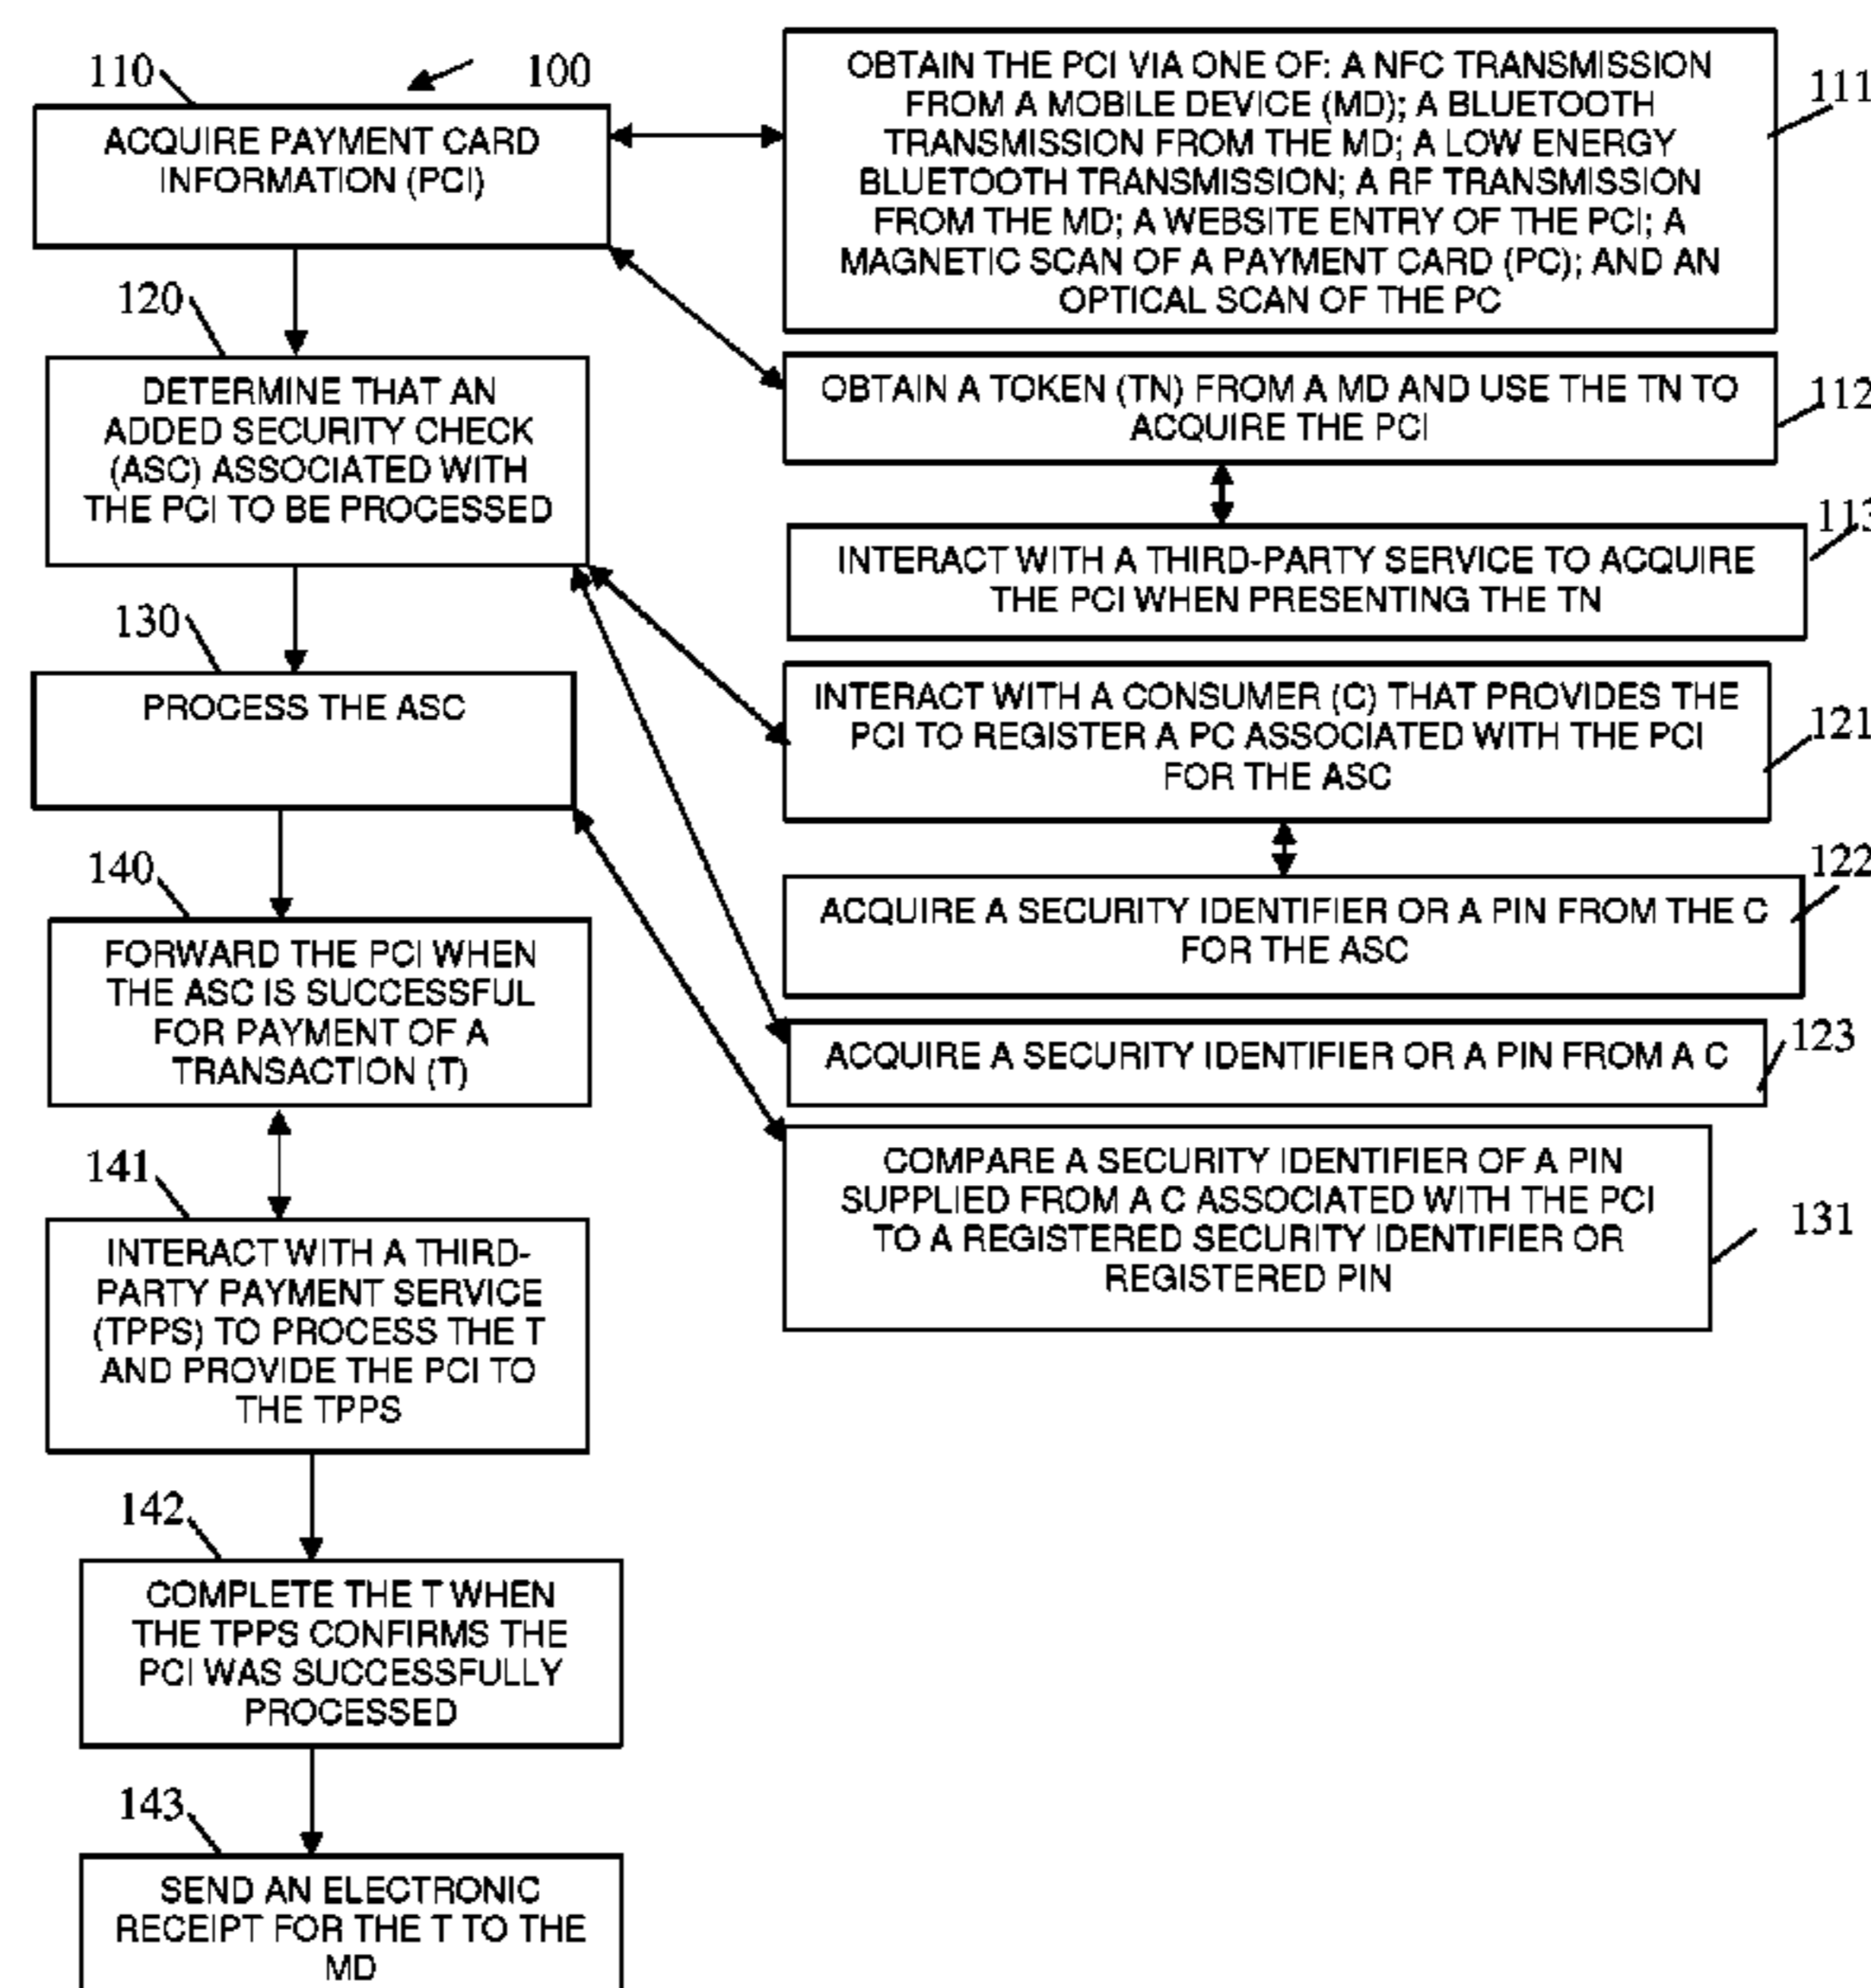 110
100
ACQUIRE PAYMENT CARD
INFORMATION (PCI)
111
OBTAIN THE PCI VIA ONE OF: A NFC TRANSMISSION
FROM A MOBILE DEVICE (MD); A BLUETOOTH
TRANSMISSION FROM THE MD; A LOW ENERGY
BLUETOOTH TRANSMISSION; A RF TRANSMISSION
FROM THE MD; A WEBSITE ENTRY OF THE PCI; A
MAGNETIC SCAN OF A PAYMENT CARD (PC); AND AN
OPTICAL SCAN OF THE PC
112
OBTAIN A TOKEN (TN) FROM A MD AND USE THE TN TO
ACQUIRE THE PCI
113
INTERACT WITH A THIRD-PARTY SERVICE TO ACQUIRE
THE PCI WHEN PRESENTING THE TN
120
DETERMINE THAT AN
ADDED SECURITY CHECK
(ASC) ASSOCIATED WITH
THE PCI TO BE PROCESSED
121
INTERACT WITH A CONSUMER (C) THAT PROVIDES THE
PCI TO REGISTER A PC ASSOCIATED WITH THE PCI
FOR THE ASC
122
ACQUIRE A SECURITY IDENTIFIER OR A PIN FROM THE C
FOR THE ASC
123
ACQUIRE A SECURITY IDENTIFIER OR A PIN FROM A C
130
PROCESS THE ASC
131
COMPARE A SECURITY IDENTIFIER OF A PIN
SUPPLIED FROM A C ASSOCIATED WITH THE PCI
TO A REGISTERED SECURITY IDENTIFIER OR
REGISTERED PIN
140
FORWARD THE PCI WHEN
THE ASC IS SUCCESSFUL
FOR PAYMENT OF A
TRANSACTION (T)
141
INTERACT WITH A THIRD-
PARTY PAYMENT SERVICE
(TPPS) TO PROCESS THE T
AND PROVIDE THE PCI TO
THE TPPS
142
COMPLETE THE T WHEN
THE TPPS CONFIRMS THE
PCI WAS SUCCESSFULLY
PROCESSED
143
SEND AN ELECTRONIC
RECEIPT FOR THE T TO THE
MD